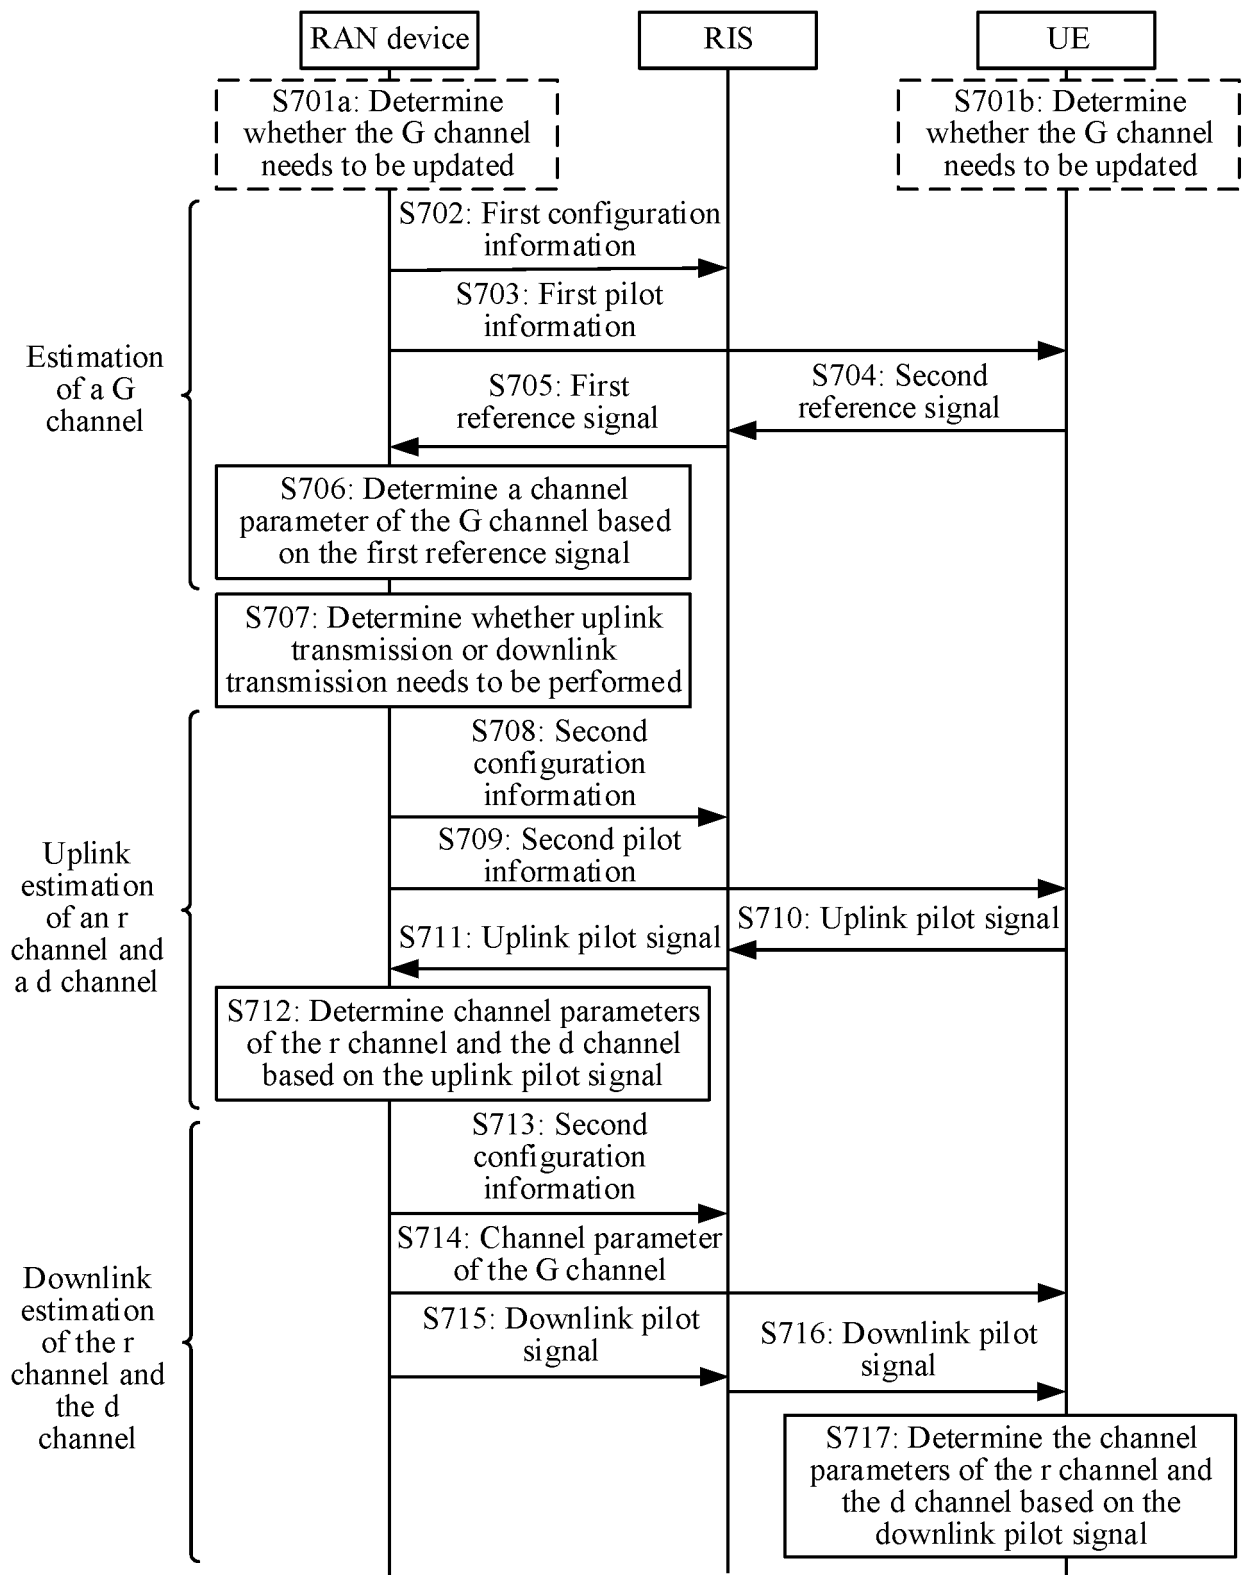 RAN device
RIS
UE
S701a: Determine
whether the G channel
needs to be updated
S701b: Determine
whether the G channel
needs to be updated
S702: First configuration
information
S703: First pilot
information
Estimation
of a G
channel
S705: First
reference signal
S704: Second
reference signal
S706: Determine a channel
parameter of the G channel based
on the first reference signal
S707: Determine whether uplink
transmission or downlink
transmission needs to be performed
S708: Second
configuration
information
S709: Second pilot
information
Uplink
estimation
of an r
channel and
a d channel
S710: Uplink pilot signal
S711: Uplink pilot signal
S712: Determine channel parameters
of the r channel and the d channel
based on the uplink pilot signal
S713: Second
configuration
information
S714: Channel parameter
of the G channel
Downlink
estimation
of the r
channel and
the d
channel
S715: Downlink pilot
signal
S716: Downlink pilot
signal
S717: Determine the channel
parameters of the r channel and
the d channel based on the
downlink pilot signal